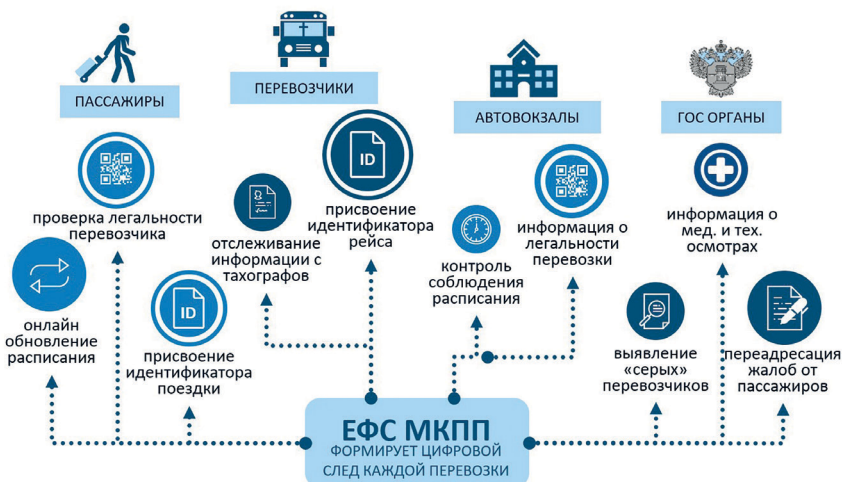 ПАССАЖИРЫ
ПЕРЕВОЗЧИКИ
АВТОВОКЗАЛЫ
ГОС ОРГАНЫ
проверка легальности
перевозчика
онлайн
обновление
расписания
ID
присвоение
идентификатора
поездки
отслеживание
информации с
тахографов
ID
присвоение
идентификатора
рейса
контроль
соблюдения
расписания
информация о
легальности
перевозки
информация о
мед. и тех.
осмотрах
выявление
«серых»
перевозчиков
переадресация
жалоб от
пассажиров
ЕФС МКПП
ФОРМИРУЕТ ЦИФРОВОЙ
СЛЕД КАЖДОЙ ПЕРЕВОЗКИ